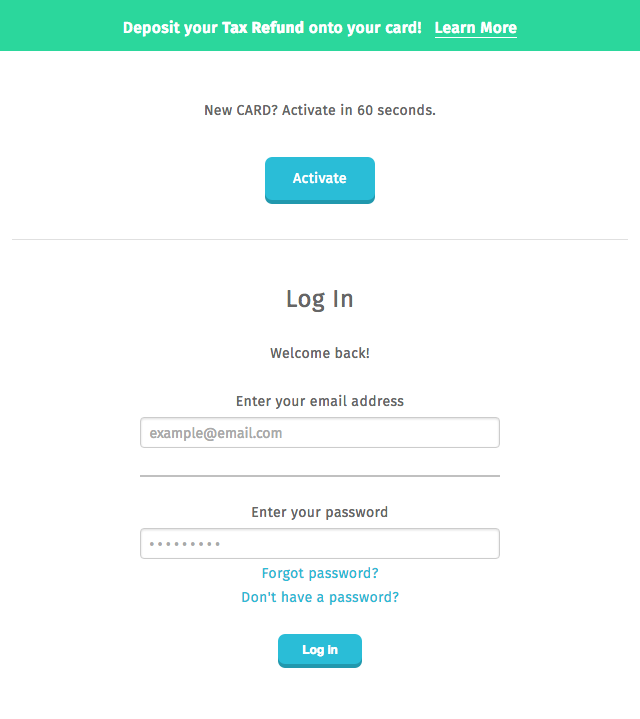 Deposit your Tax Refund onto your card! Learn More
New CARD? Activate in 60 seconds.
Activate
Log In
Welcome back!
Enter your email address
example@email.com
Enter your password
•••••••••
Forgot password?
Don't have a password?
Log In